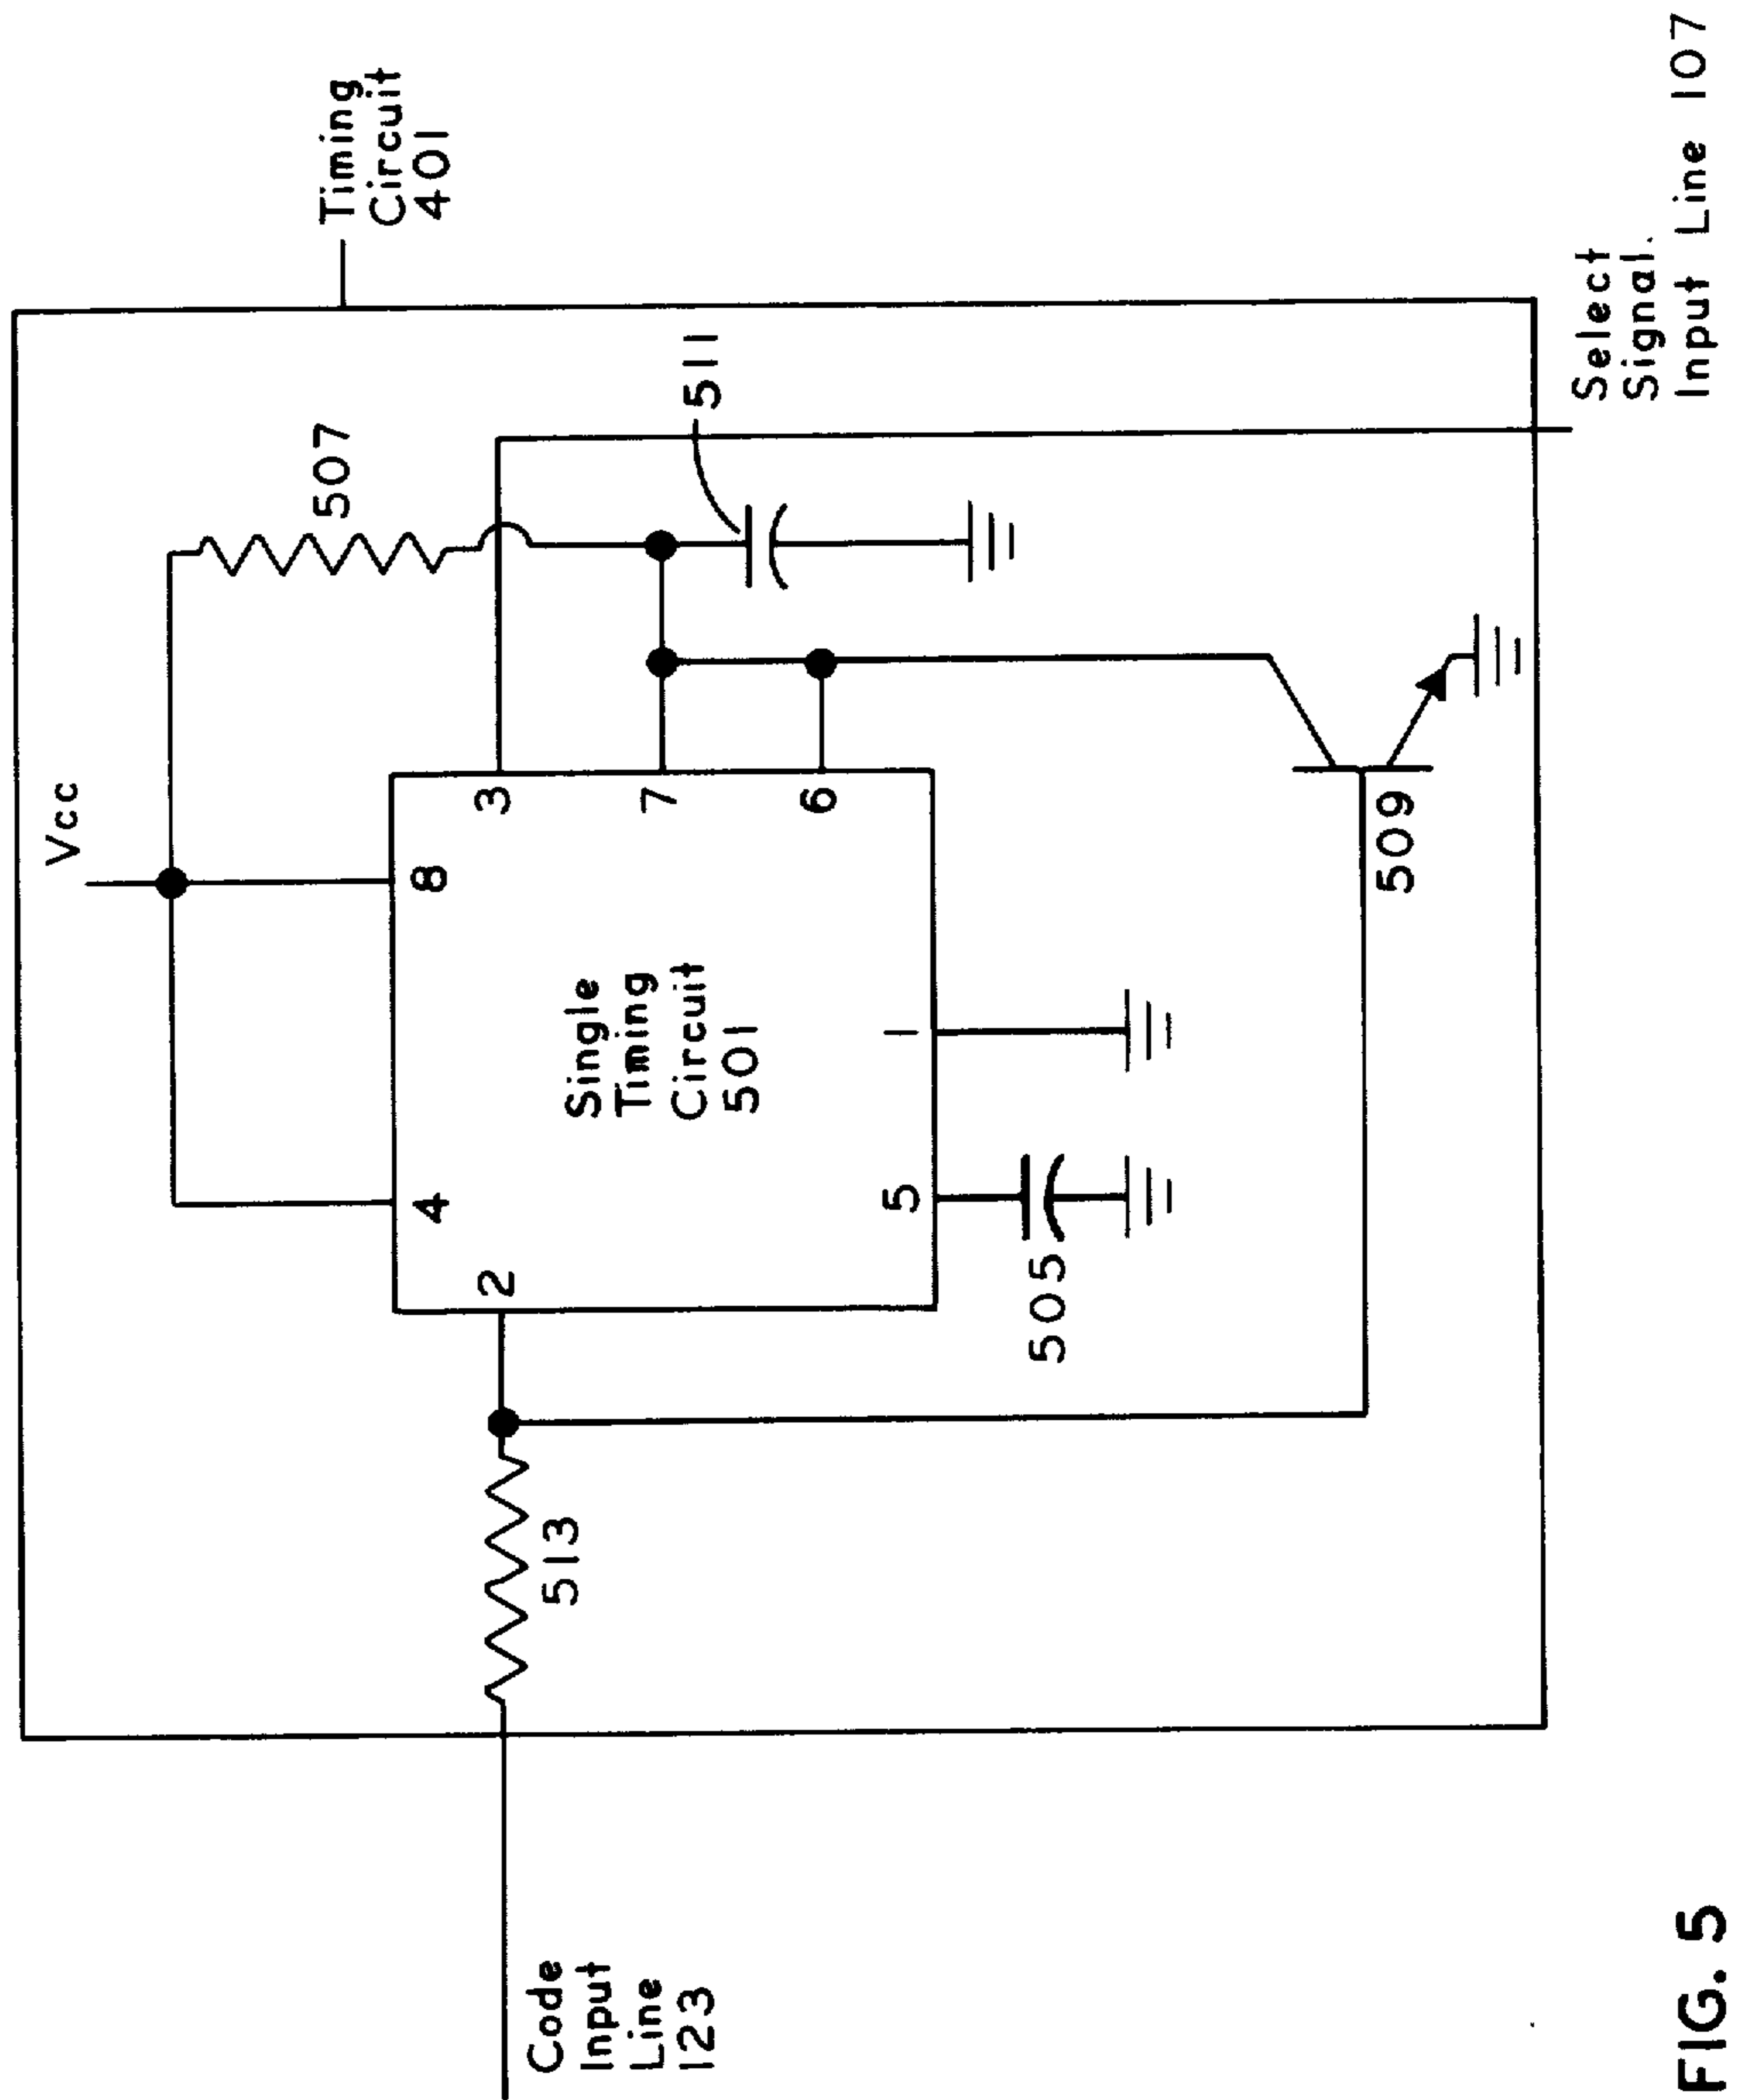 Vcc
Timing
Circuit
401
507
511
4
8
2
3
7
6
5
1
Single
Timing
Circuit
501
513
505
509
Code
Input
Line
123
Select
Signal.
Input Line 107
FIG. 5